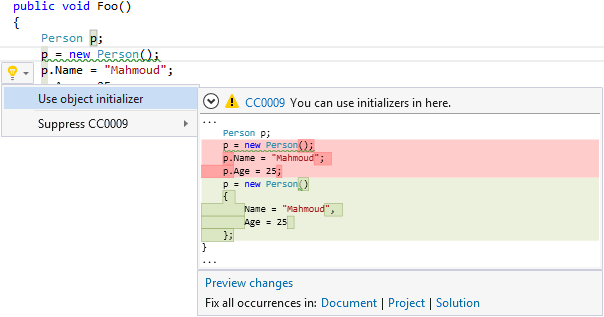 public void Foo()
{
Person p;
p = new Person();
p.Name = "Mahmoud";
Age = 25
Use object initializer
Suppress CC0009
CC0009 You can use initializers in here.
...
Person p;
p = new Person();
p.Name = "Mahmoud";
p.Age = 25;
p = new Person()
{
Name = "Mahmoud",
Age = 25
};
}
...
Preview changes
Fix all occurrences in: Document | Project | Solution